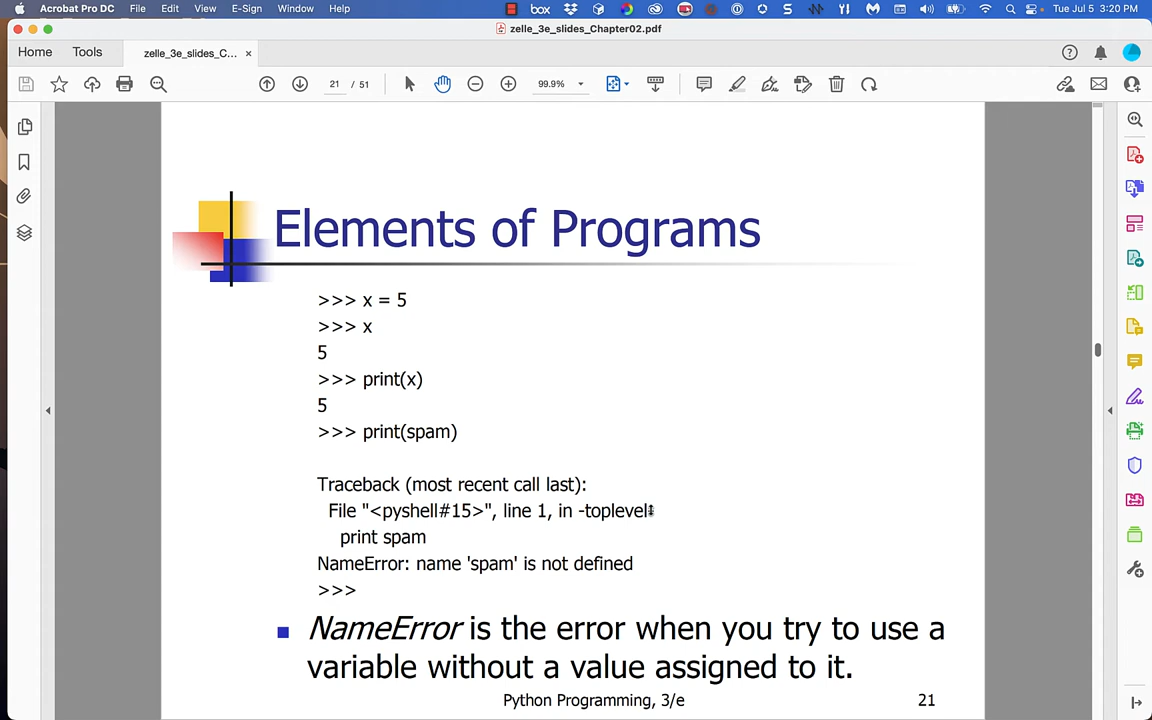 Acrobat Pro DC File Edit View E-Sign Window Help box Tue Jul 5 3:20 PM
zelle_3e_slides_Chapter02.pdf
Home Tools zelle_3e_slides_C... ×
21 / 51 99.9%
Elements of Programs
>>> x = 5
>>> x
5
>>> print(x)
5
>>> print(spam)
Traceback (most recent call last):
File "<pyshell#15>", line 1, in -toplevel-
print spam
NameError: name 'spam' is not defined
>>>
NameError is the error when you try to use a
variable without a value assigned to it.
Python Programming, 3/e 21